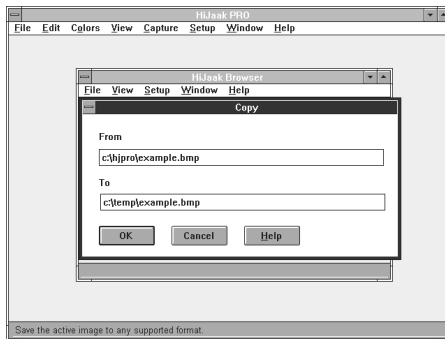 HiJaak PRO
File Edit Colors View Capture Setup Window Help
HiJaak Browser
File View Setup Window Help
Copy
From
c:\hjpro\example.bmp
To
c:\temp\example.bmp
OK Cancel Help
Save the active image to any supported format.